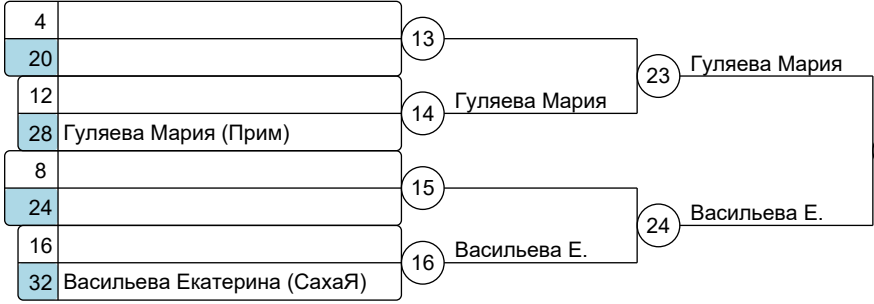 4
13
20
23 Гуляева Мария
12
14 Гуляева Мария
28 Гуляева Мария (Прим)
8
15
24
24 Васильева Е.
16
16 Васильева Е.
32 Васильева Екатерина (СахаЯ)